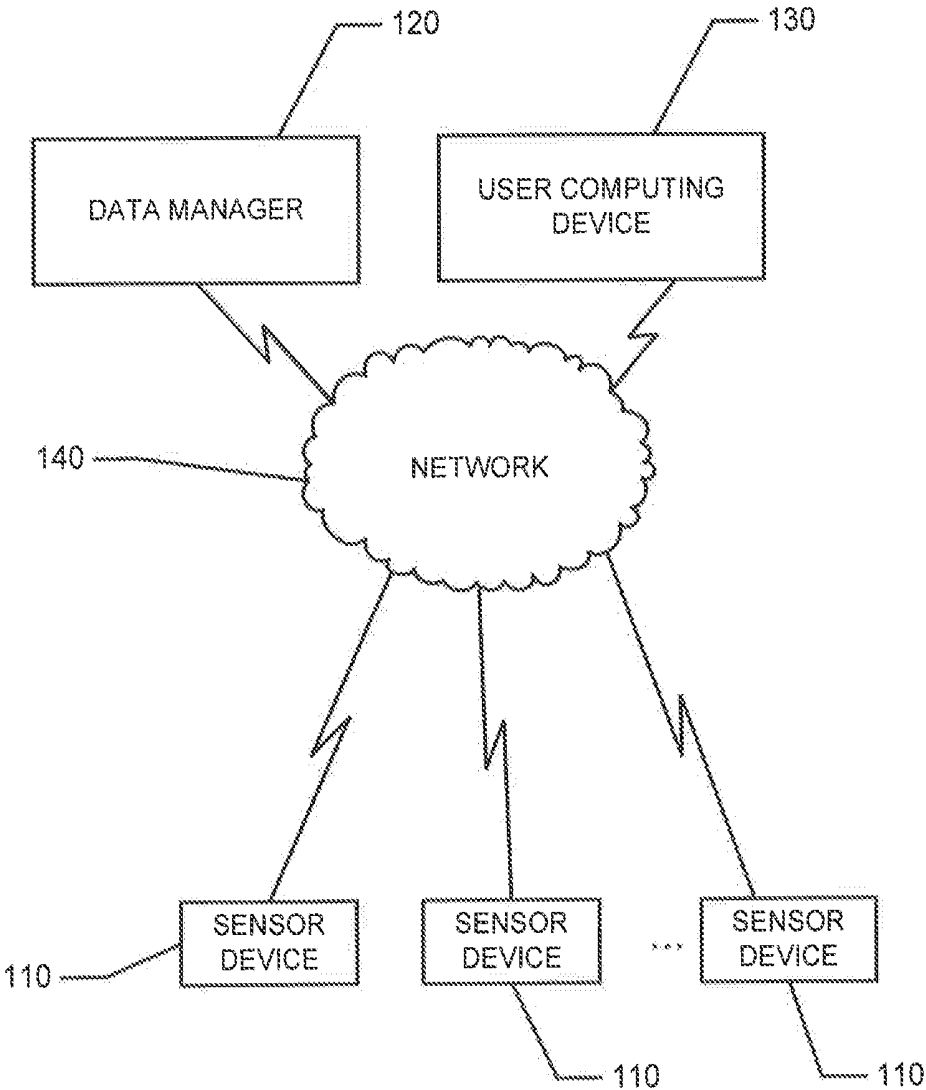 120
130
DATA MANAGER
USER COMPUTING
DEVICE
140
NETWORK
SENSOR
DEVICE
SENSOR
DEVICE
...
SENSOR
DEVICE
110
110
110